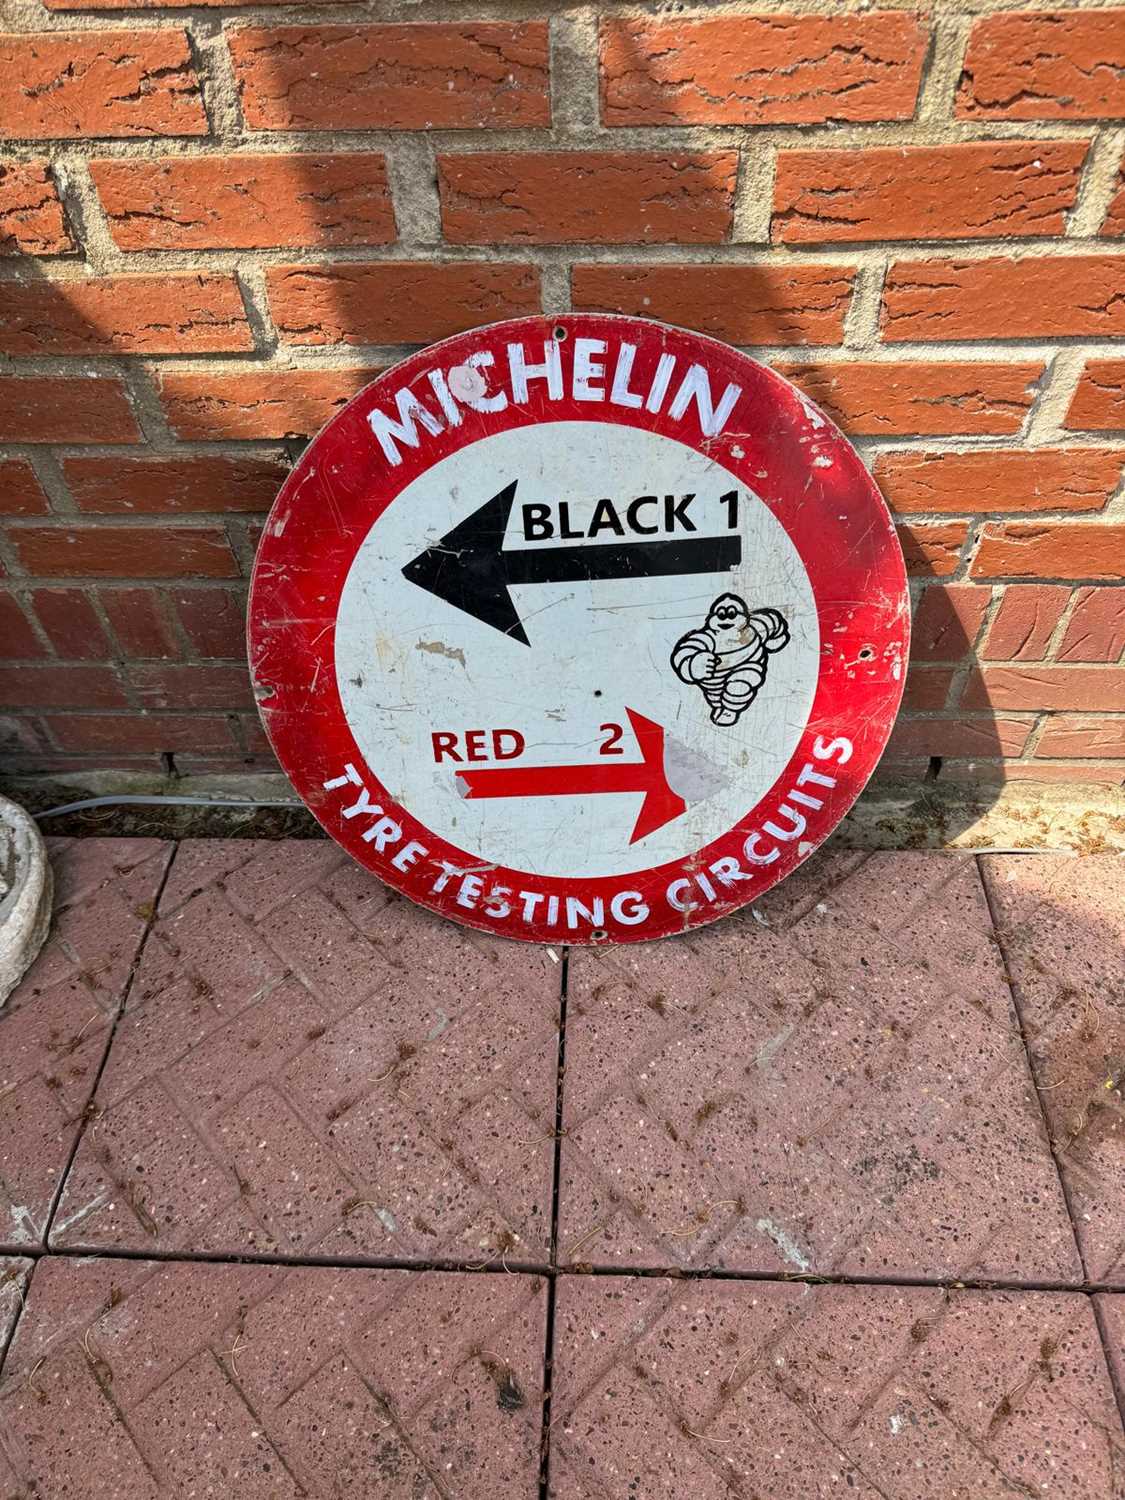 MICHELIN
BLACK 1
RED 2
TYRE TESTING CIRCUITS